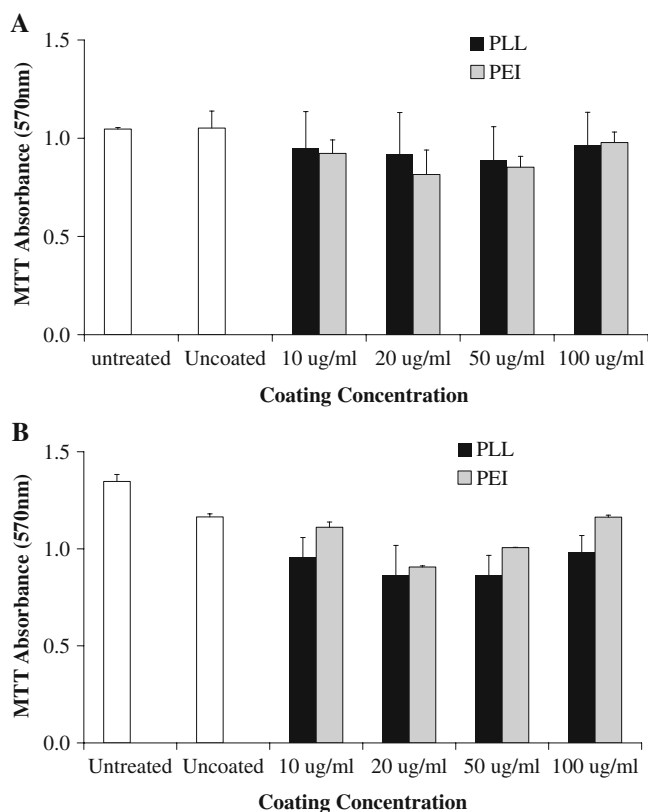 A
1.5
PLL
PEI
1.0
MTT Absorbance (570nm)
0.5
0.0
untreated Uncoated 10 ug/ml 20 ug/ml 50 ug/ml 100 ug/ml
Coating Concentration
B
1.5
PLL
PEI
1.0
MTT Absorbance (570nm)
0.5
0.0
Untreated Uncoated 10 ug/ml 20 ug/ml 50 ug/ml 100 ug/ml
Coating Concentration